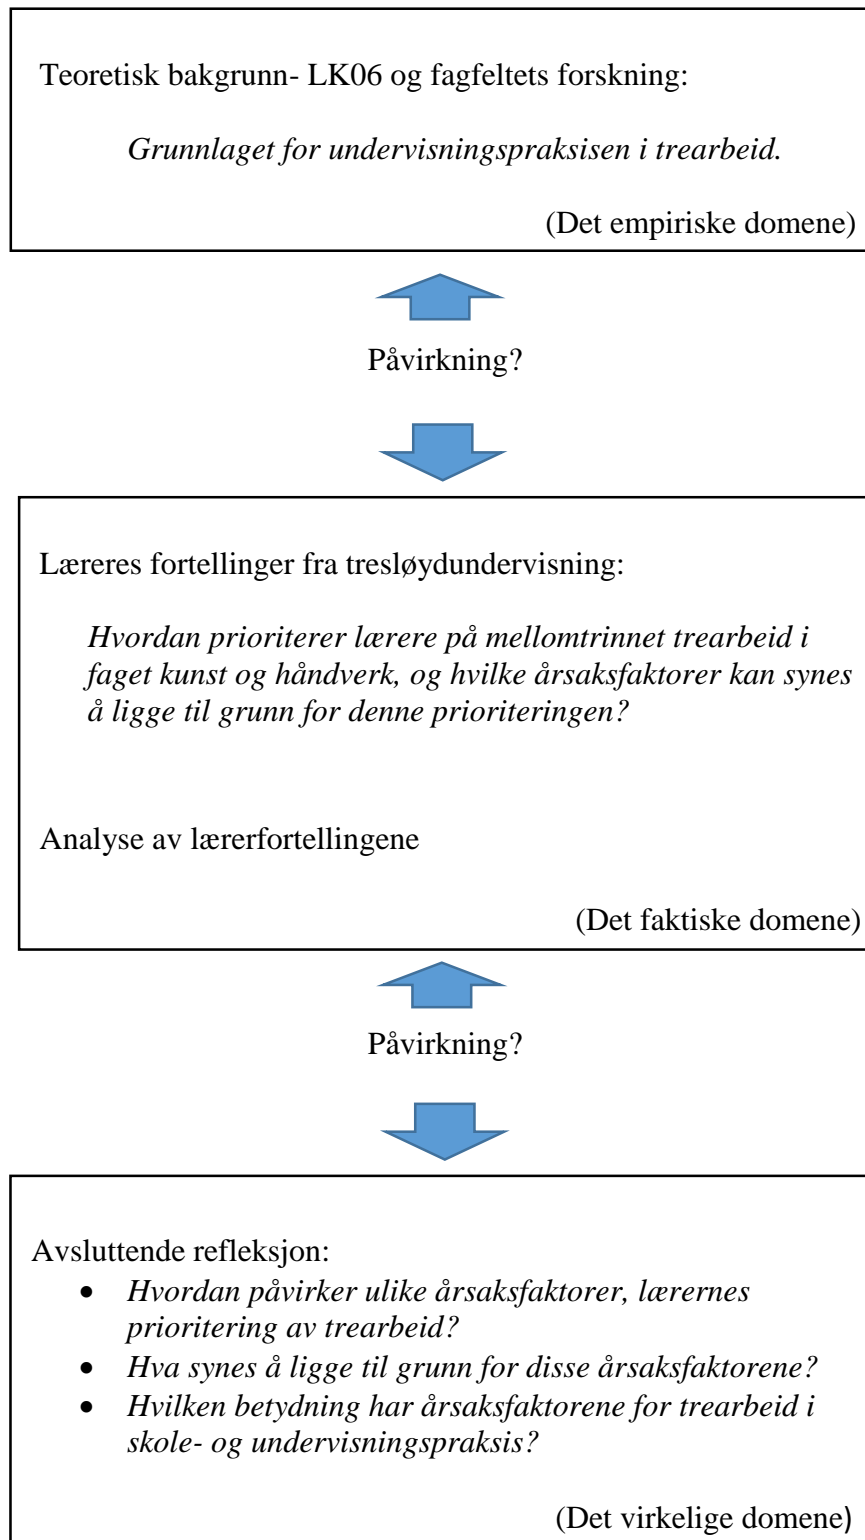 Teoretisk bakgrunn- LK06 og fagfeltets forskning:
Grunnlaget for undervisningspraksisen i trearbeid.
(Det empiriske domene)
Påvirkning?
Læreres fortellinger fra tresløydundervisning:
Hvordan prioriterer lærere på mellomtrinnet trearbeid i
faget kunst og håndverk, og hvilke årsaksfaktorer kan synes
å ligge til grunn for denne prioriteringen?
Analyse av lærerfortellingene
(Det faktiske domene)
Påvirkning?
Avsluttende refleksjon:
• Hvordan påvirker ulike årsaksfaktorer, lærernes
prioritering av trearbeid?
• Hva synes å ligge til grunn for disse årsaksfaktorene?
• Hvilken betydning har årsaksfaktorene for trearbeid i
skole- og undervisningspraksis?
(Det virkelige domene)